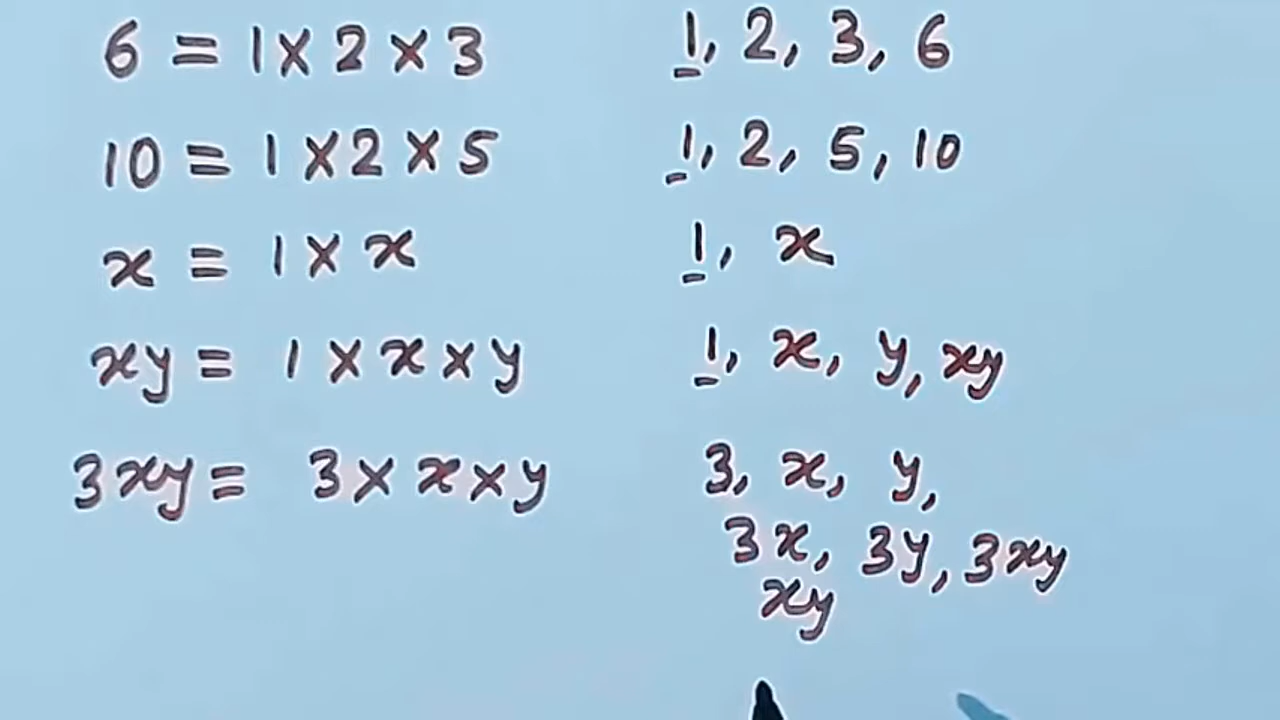 6 = 1 × 2 × 3 1, 2, 3, 6
10 = 1 × 2 × 5 1, 2, 5, 10
x = 1 × x 1, x
xy = 1 × x × y 1, x, y, xy
3xy = 3 × x × y 3, x, y,
3x, 3y, 3xy
xy